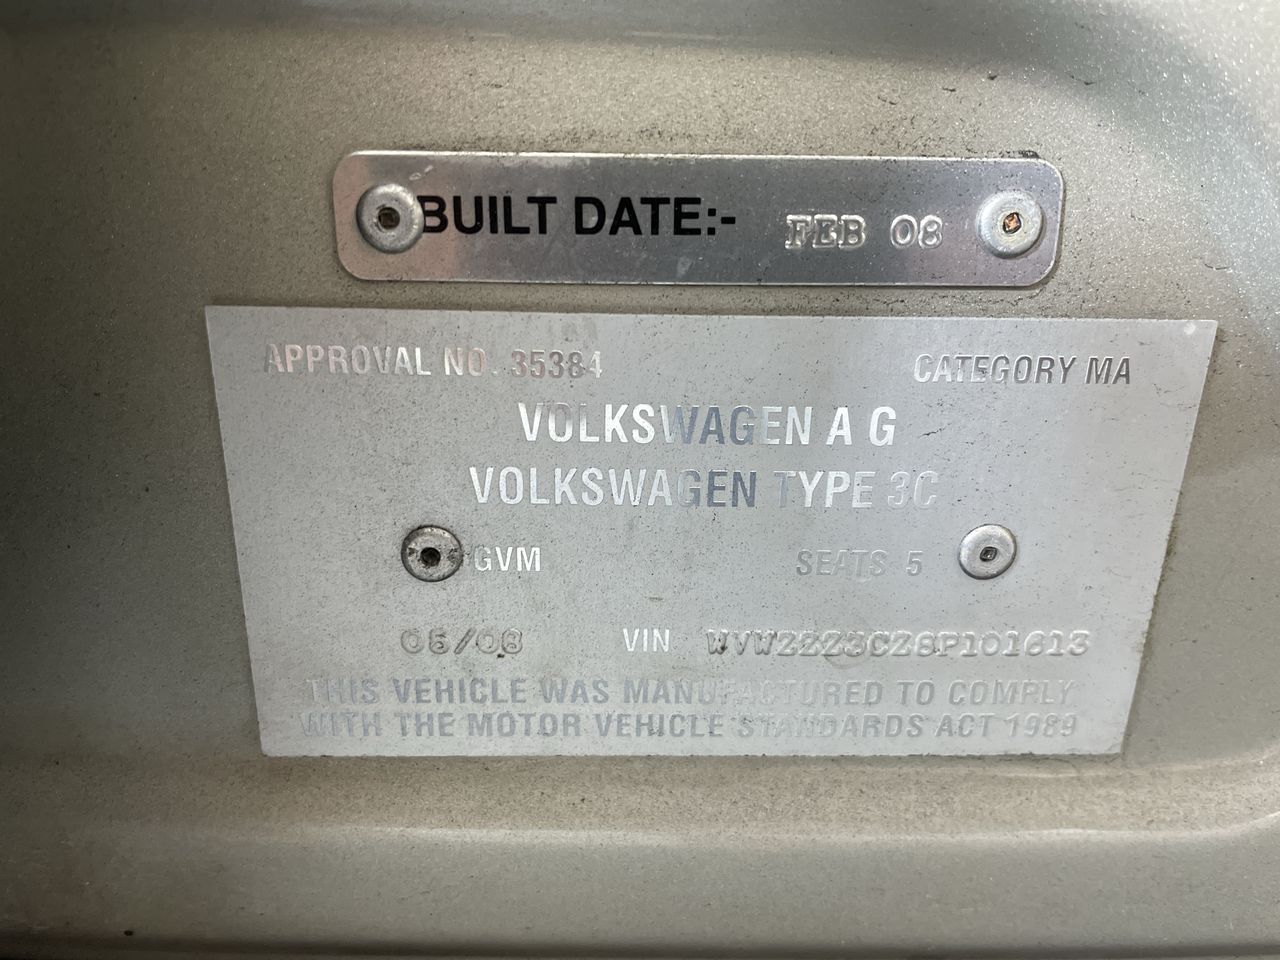 BUILT DATE:- FEB 08
APPROVAL NO. 35384 CATEGORY MA
VOLKSWAGEN A G
VOLKSWAGEN TYPE 3C
GVM SEATS 5
05/08 VIN WVWZZZ3CZ8P101613
THIS VEHICLE WAS MANUFACTURED TO COMPLY
WITH THE MOTOR VEHICLE STANDARDS ACT 1989